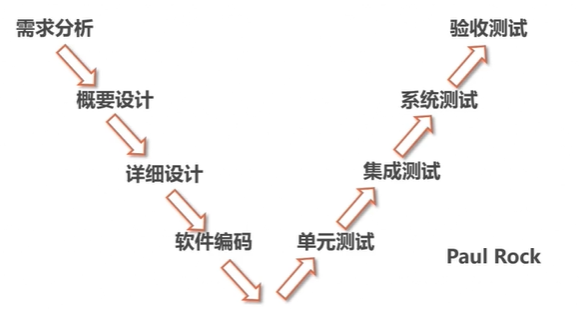 需求分析
验收测试
概要设计
系统测试
详细设计
集成测试
软件编码
单元测试
Paul Rock